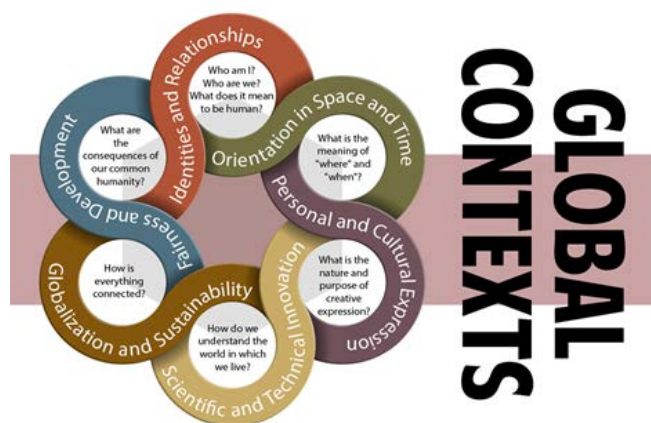 Identities and Relationships
Who am I?
Who are we?
What does it mean
to be human?
Orientation in Space and Time
What is the
meaning of
"where" and
"when"?
Personal and Cultural Expression
What is the
nature and
purpose of
creative
expression?
Scientific and Technical Innovation
How do we
understand the
world in which
we live?
Globalization and Sustainability
How is
everything
connected?
Fairness and Development
What are
the
consequences of
our common
humanity?
GLOBAL
CONTEXTS